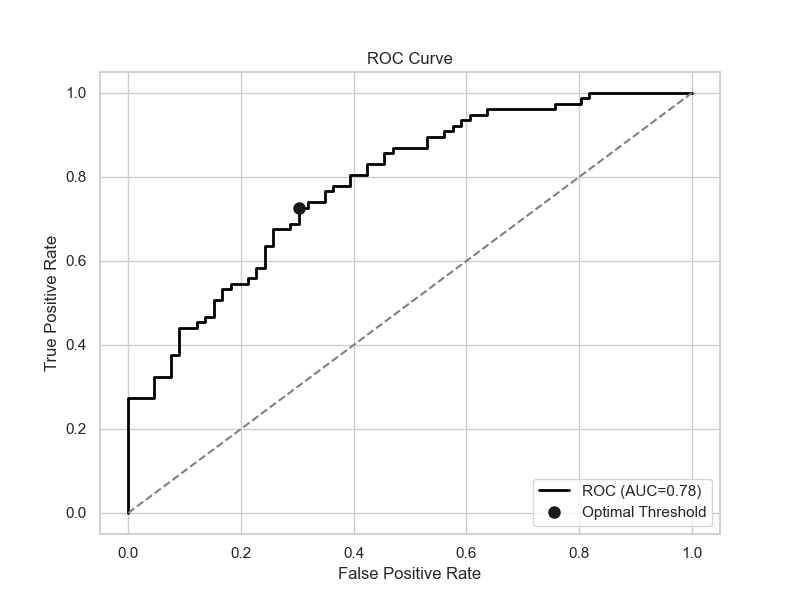 ROC Curve
1.0
0.8
0.6
0.4
0.2
0.0
True Positive Rate
0.0 0.2 0.4 0.6 0.8 1.0
False Positive Rate
ROC (AUC=0.78)
Optimal Threshold